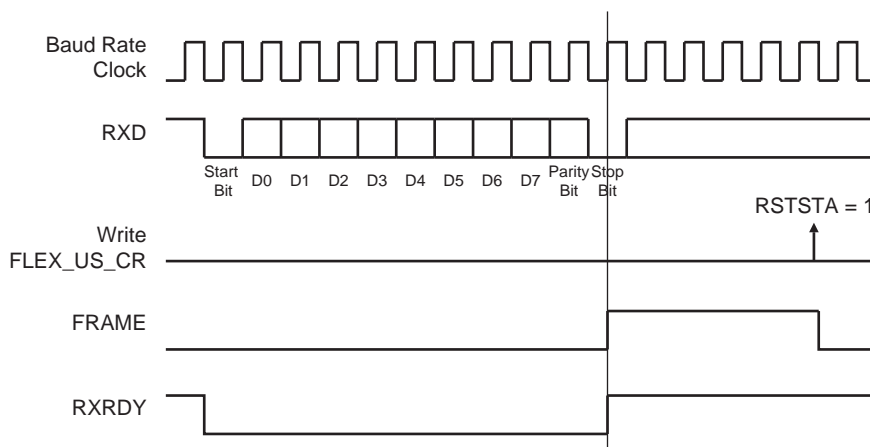 Baud Rate
Clock
RXD
Start
Bit
D0 D1 D2 D3 D4 D5 D6 D7
Parity
Bit
Stop
Bit
RSTSTA = 1
Write
FLEX_US_CR
FRAME
RXRDY